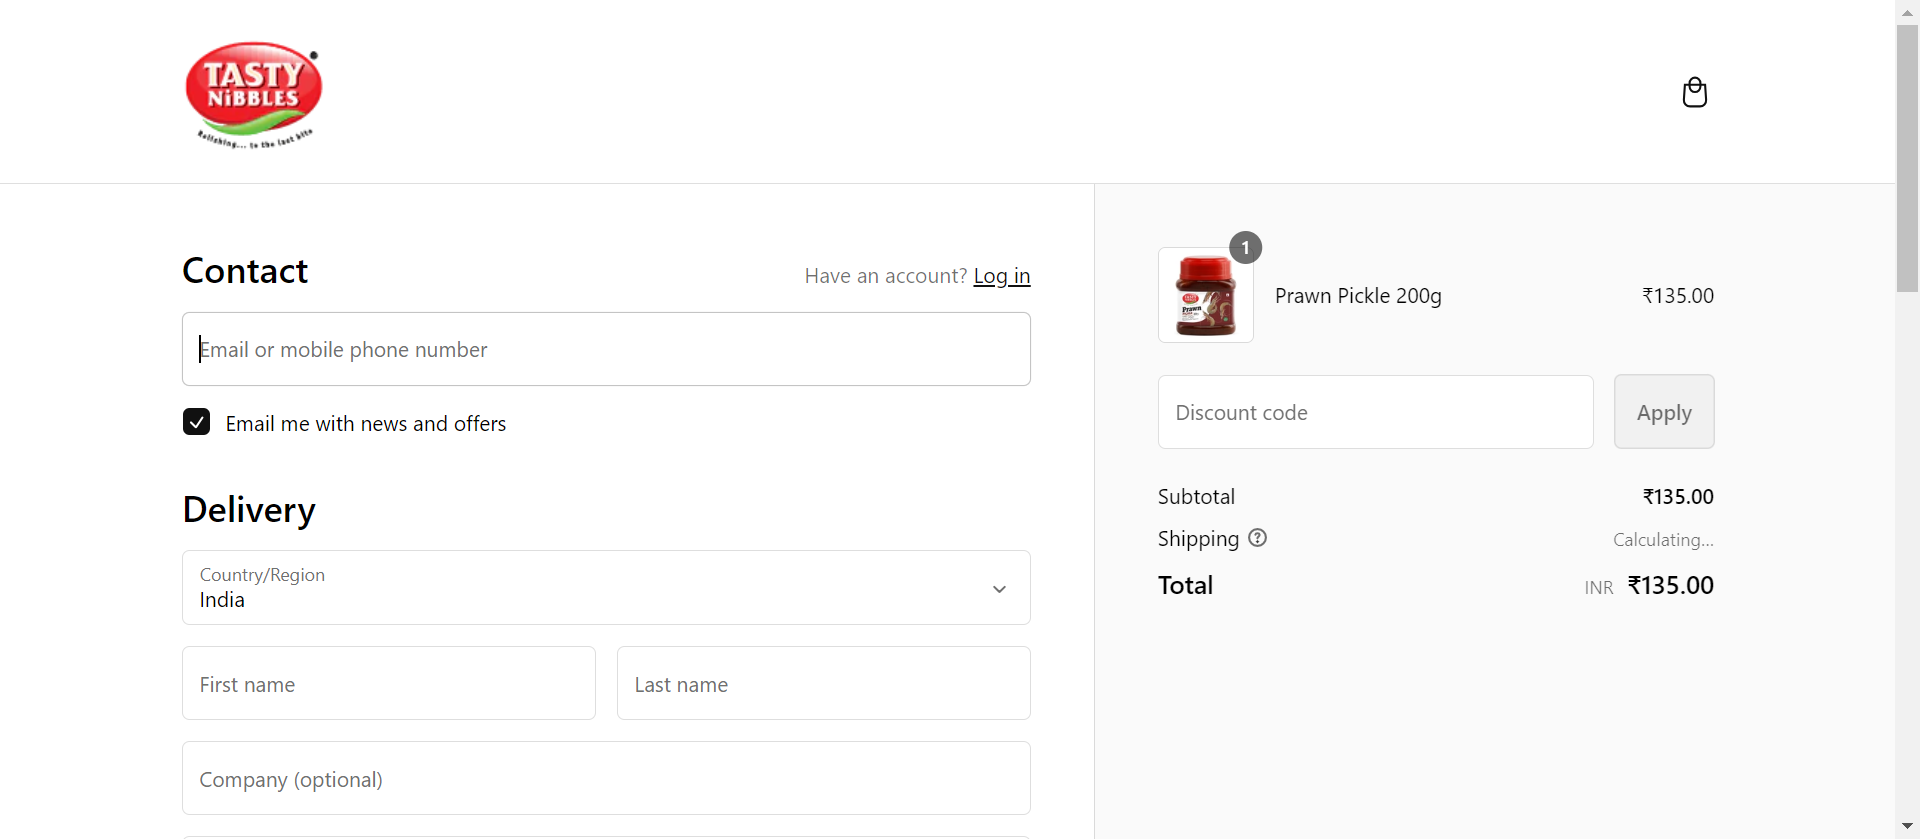 TASTY
NiBBLES
Relishing... to the last bite
Contact
Have an account? Log in
Email or mobile phone number
Email me with news and offers
Delivery
Country/Region
India
First name
Last name
Company (optional)
1
TASTY
Prawn
Prawn Pickle 200g
₹135.00
Discount code
Apply
Subtotal
₹135.00
Shipping
Calculating...
Total
INR ₹135.00